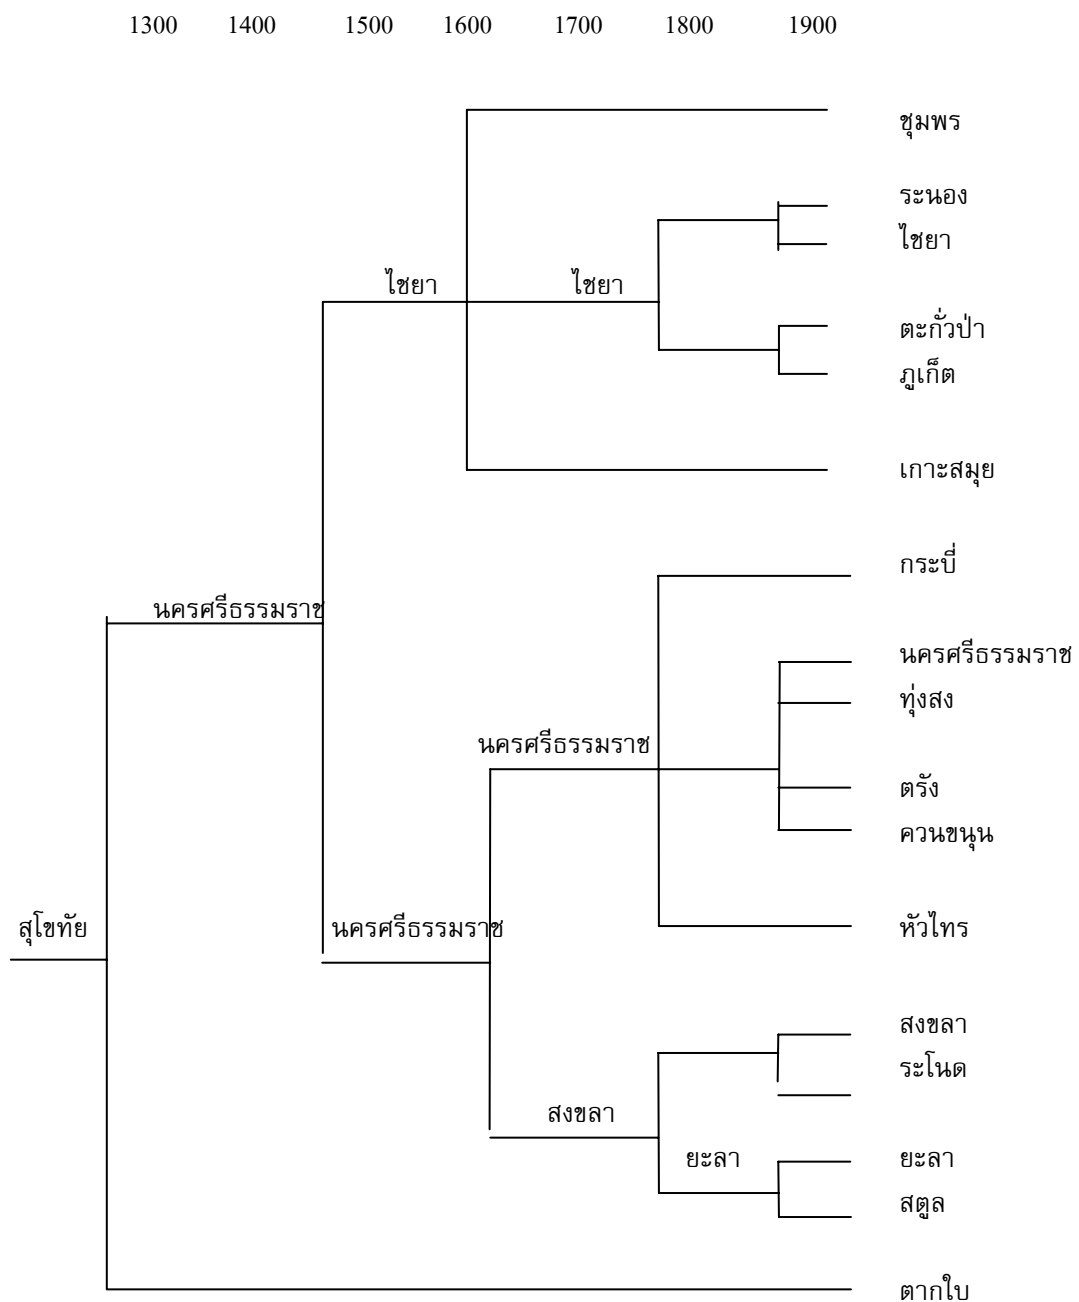 1300 1400 1500 1600 1700 1800 1900
ชุมพร
ระนอง
ไชยา
ไชยา ไชยา
ตะกั่วป่า
ภูเก็ต
เกาะสมุย
กระบี่
นครศรีธรรมราช
นครศรีธรรมราช
ทุ่งสง
นครศรีธรรมราช
ตรัง
ควนขนุน
สุโขทัย นครศรีธรรมราช หัวไทร
สงขลา
ระโนด
สงขลา
ยะลา ยะลา
สตูล
ตากใบ